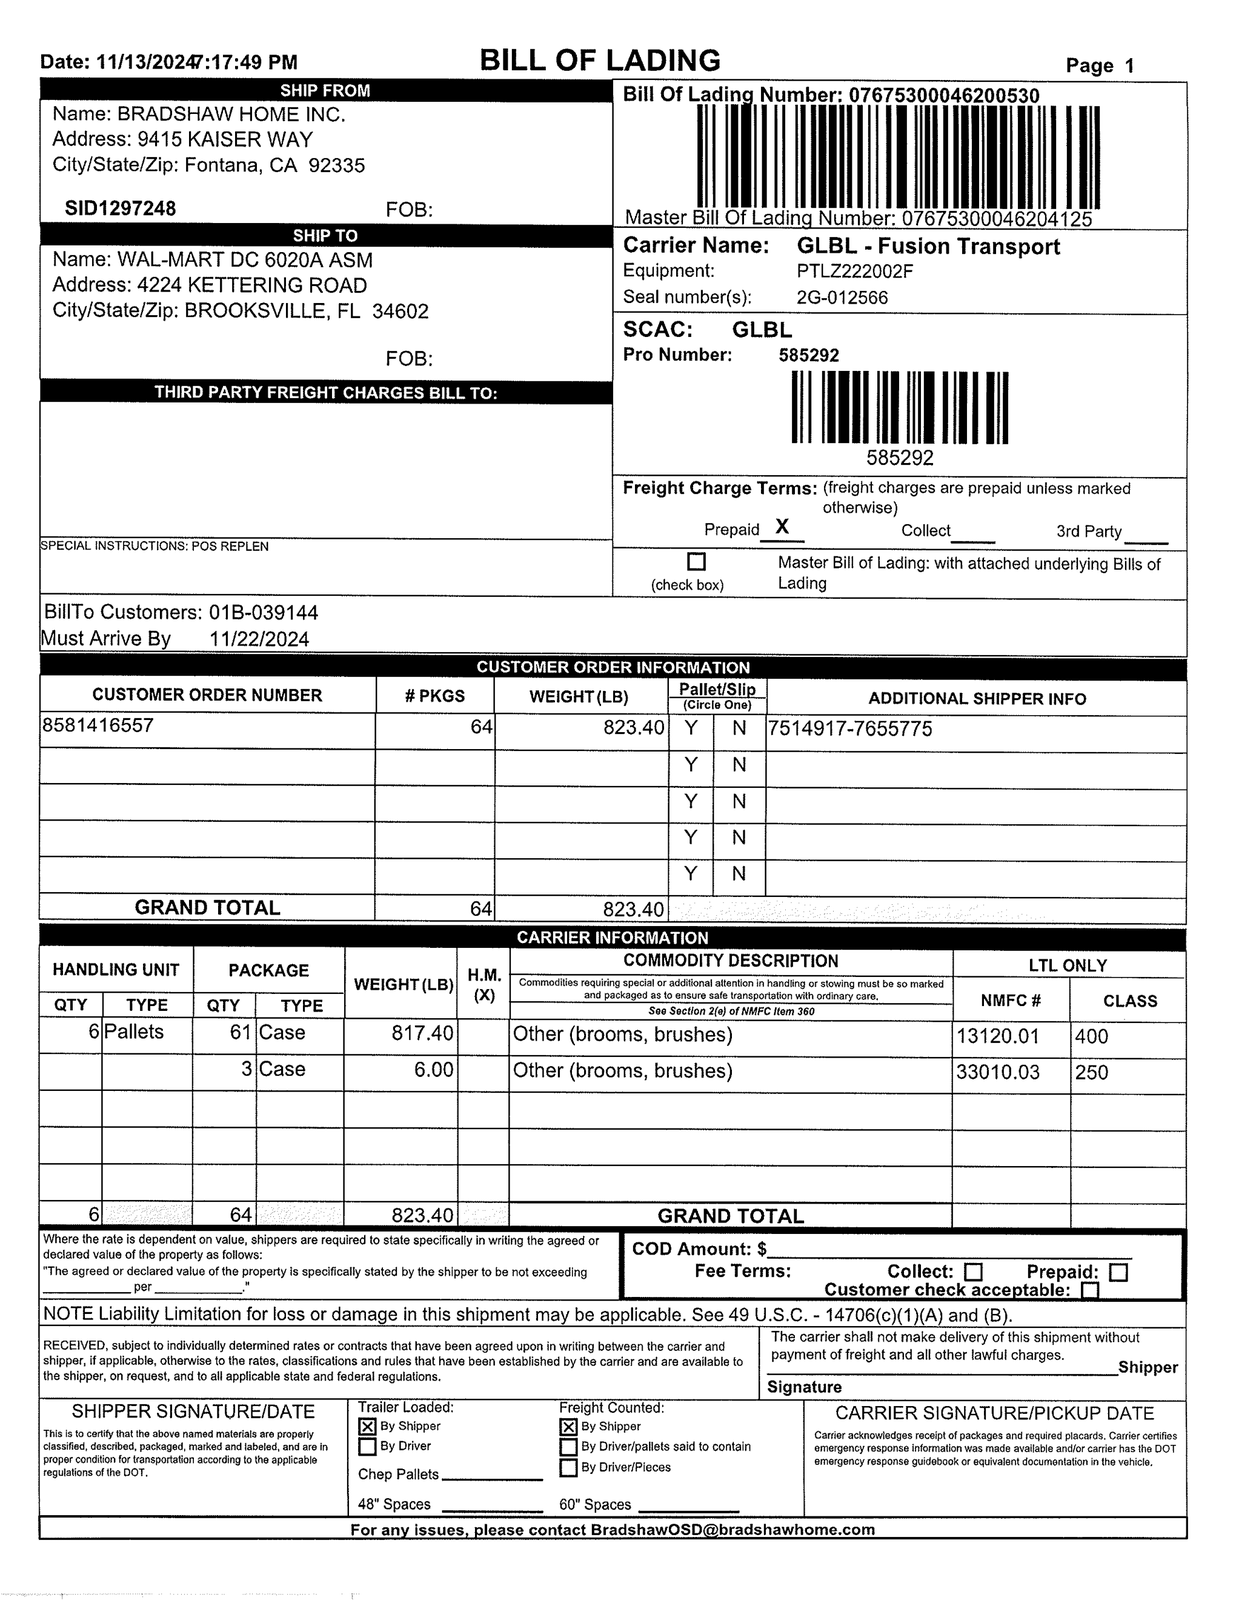 Date: 11/13/2024 7:17:49 PM
BILL OF LADING
Page 1
SHIP FROM
Name: BRADSHAW HOME INC.
Address: 9415 KAISER WAY
City/State/Zip: Fontana, CA 92335
SID1297248 FOB:
Bill Of Lading Number: 07675300046200530
Master Bill Of Lading Number: 07675300046204125
SHIP TO
Name: WAL-MART DC 6020A ASM
Address: 4224 KETTERING ROAD
City/State/Zip: BROOKSVILLE, FL 34602
FOB:
Carrier Name: GLBL - Fusion Transport
Equipment: PTLZ222002F
Seal number(s): 2G-012566
SCAC: GLBL
Pro Number: 585292
585292
THIRD PARTY FREIGHT CHARGES BILL TO:
Freight Charge Terms: (freight charges are prepaid unless marked
otherwise)
Prepaid X Collect 3rd Party
SPECIAL INSTRUCTIONS: POS REPLEN
(check box)
Master Bill of Lading: with attached underlying Bills of
Lading
BillTo Customers: 01B-039144
Must Arrive By 11/22/2024
CUSTOMER ORDER INFORMATION
CUSTOMER ORDER NUMBER # PKGS WEIGHT (LB) Pallet/Slip (Circle One) ADDITIONAL SHIPPER INFO
8581416557 64 823.40 Y N 7514917-7655775
Y N
Y N
Y N
Y N
GRAND TOTAL 64 823.40
CARRIER INFORMATION
HANDLING UNIT PACKAGE WEIGHT (LB) H.M. (X) COMMODITY DESCRIPTION LTL ONLY
Commodities requiring special or additional attention in handling or stowing must be so marked
and packaged as to ensure safe transportation with ordinary care.
See Section 2(e) of NMFC Item 360
QTY TYPE QTY TYPE NMFC # CLASS
6 Pallets 61 Case 817.40 Other (brooms, brushes) 13120.01 400
3 Case 6.00 Other (brooms, brushes) 33010.03 250
6 64 823.40 GRAND TOTAL
Where the rate is dependent on value, shippers are required to state specifically in writing the agreed or
declared value of the property as follows:
"The agreed or declared value of the property is specifically stated by the shipper to be not exceeding
____________ per ____________."
COD Amount: $
Fee Terms: Collect: Prepaid:
Customer check acceptable:
NOTE Liability Limitation for loss or damage in this shipment may be applicable. See 49 U.S.C. - 14706(c)(1)(A) and (B).
RECEIVED, subject to individually determined rates or contracts that have been agreed upon in writing between the carrier and
shipper, if applicable, otherwise to the rates, classifications and rules that have been established by the carrier and are available to
the shipper, on request, and to all applicable state and federal regulations.
The carrier shall not make delivery of this shipment without
payment of freight and all other lawful charges.
Shipper
Signature
SHIPPER SIGNATURE/DATE
This is to certify that the above named materials are properly
classified, described, packaged, marked and labeled, and are in
proper condition for transportation according to the applicable
regulations of the DOT.
Trailer Loaded:
X By Shipper
By Driver
Chep Pallets
48" Spaces
Freight Counted:
X By Shipper
By Driver/pallets said to contain
By Driver/Pieces
60" Spaces
CARRIER SIGNATURE/PICKUP DATE
Carrier acknowledges receipt of packages and required placards. Carrier certifies
emergency response information was made available and/or carrier has the DOT
emergency response guidebook or equivalent documentation in the vehicle.
For any issues, please contact BradshawOSD@bradshawhome.com